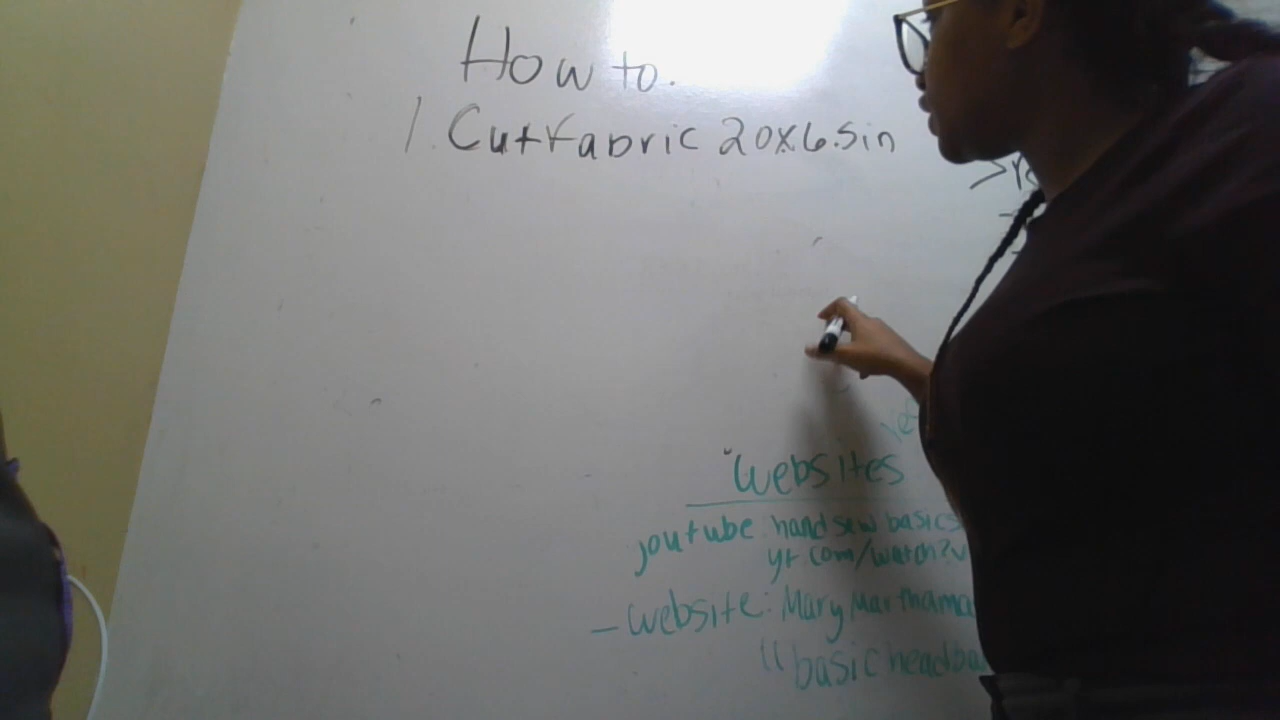 How to.
1. Cut Fabric 20x6.5in
Websites
youtube: hand sew basics
yt com/watch?v
- website: Mary Marthama
"basic headba